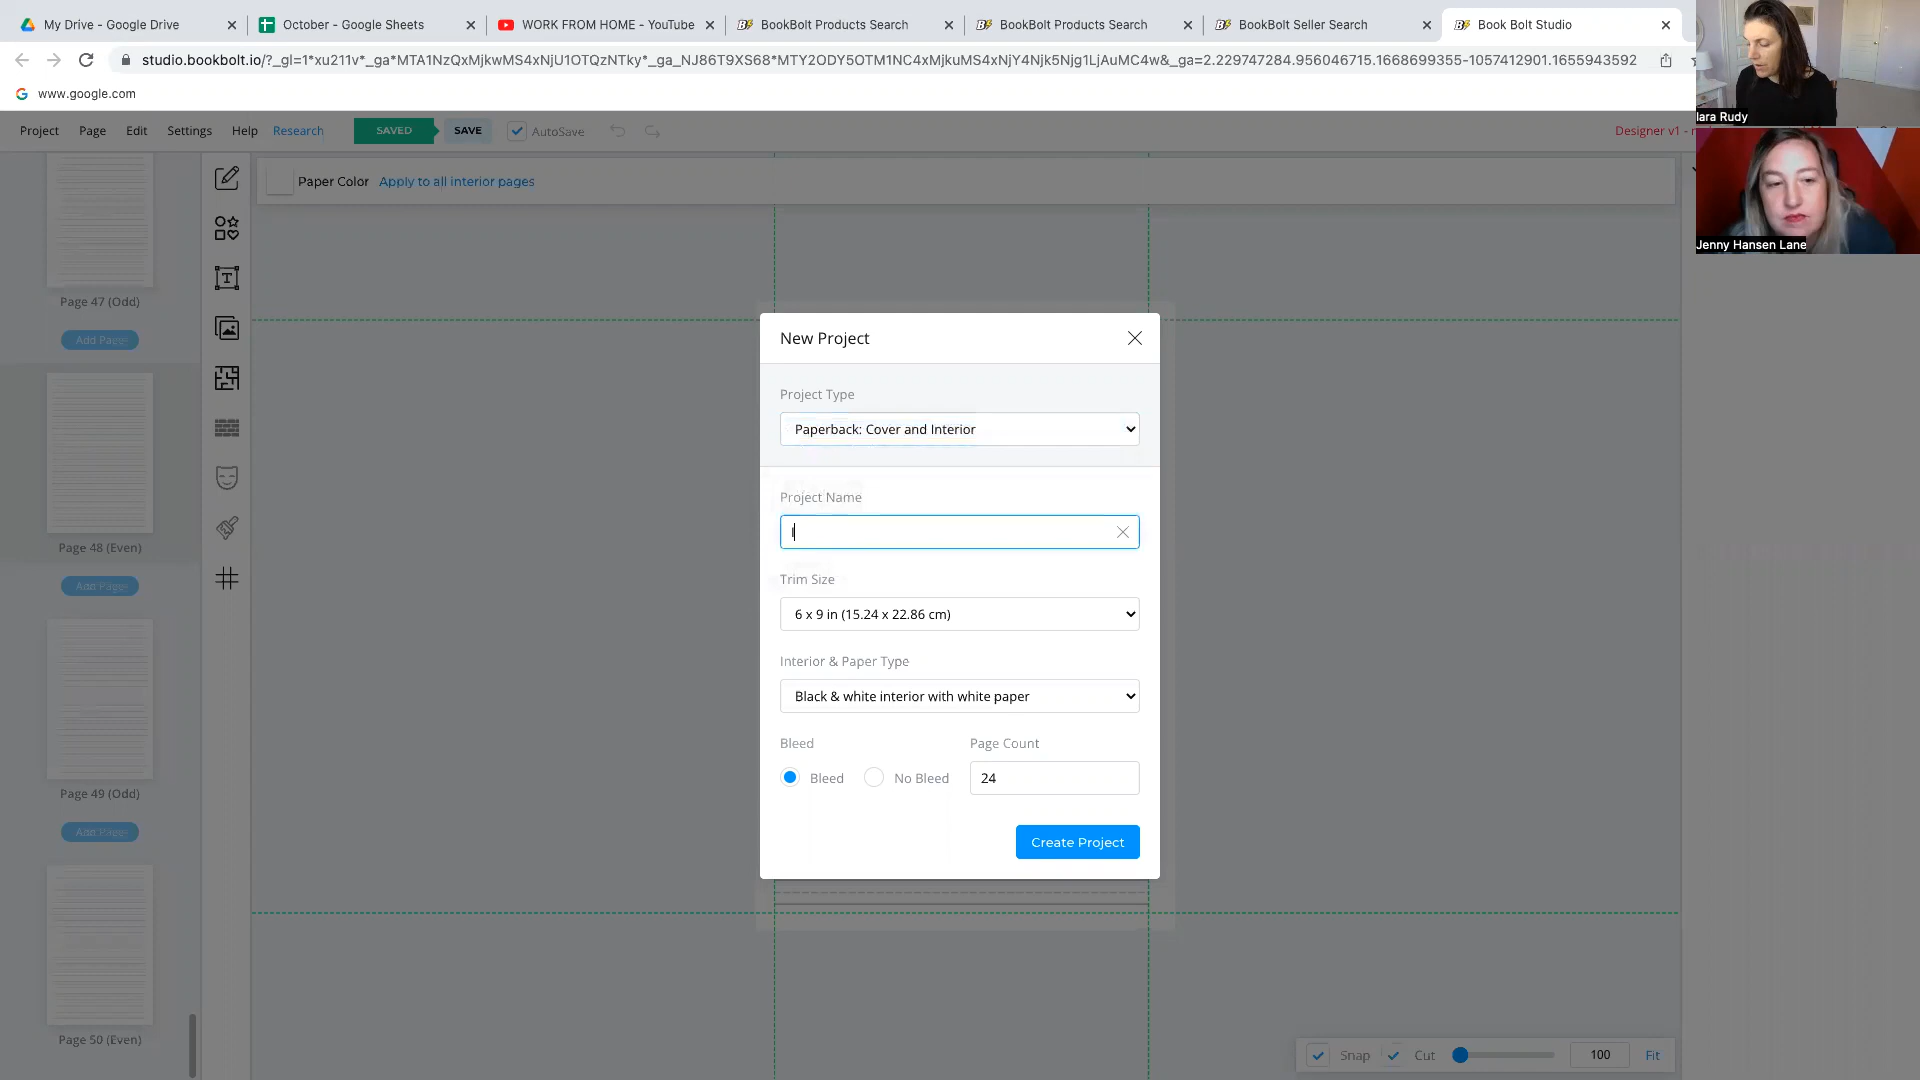 My Drive - Google Drive
October - Google Sheets
WORK FROM HOME - YouTube
BookBolt Products Search
BookBolt Products Search
BookBolt Seller Search
Book Bolt Studio
studio.bookbolt.io/?_gl=1*xu211v*_ga*MTA1NzQxMjkwMS4xNjU1OTQzNTky*_ga_NJ86T9XS68*MTY2ODY5OTM1NC4xMjkuMS4xNjY4Njk5Njg1LjAuMC4w&_ga=2.229747284.956046715.1668699355-1057412901.1655943592
www.google.com
lara Rudy
Project Page Edit Settings Help Research SAVED SAVE AutoSave
Designer v1 -
Paper Color Apply to all interior pages
Jenny Hansen Lane
Page 47 (Odd)
Add Pages
Page 48 (Even)
Add Pages
Page 49 (Odd)
Add Pages
Page 50 (Even)
New Project
Project Type
Paperback: Cover and Interior
Project Name
Trim Size
6 x 9 in (15.24 x 22.86 cm)
Interior & Paper Type
Black & white interior with white paper
Bleed Page Count
Bleed No Bleed 24
Create Project
Snap Cut 100 Fit